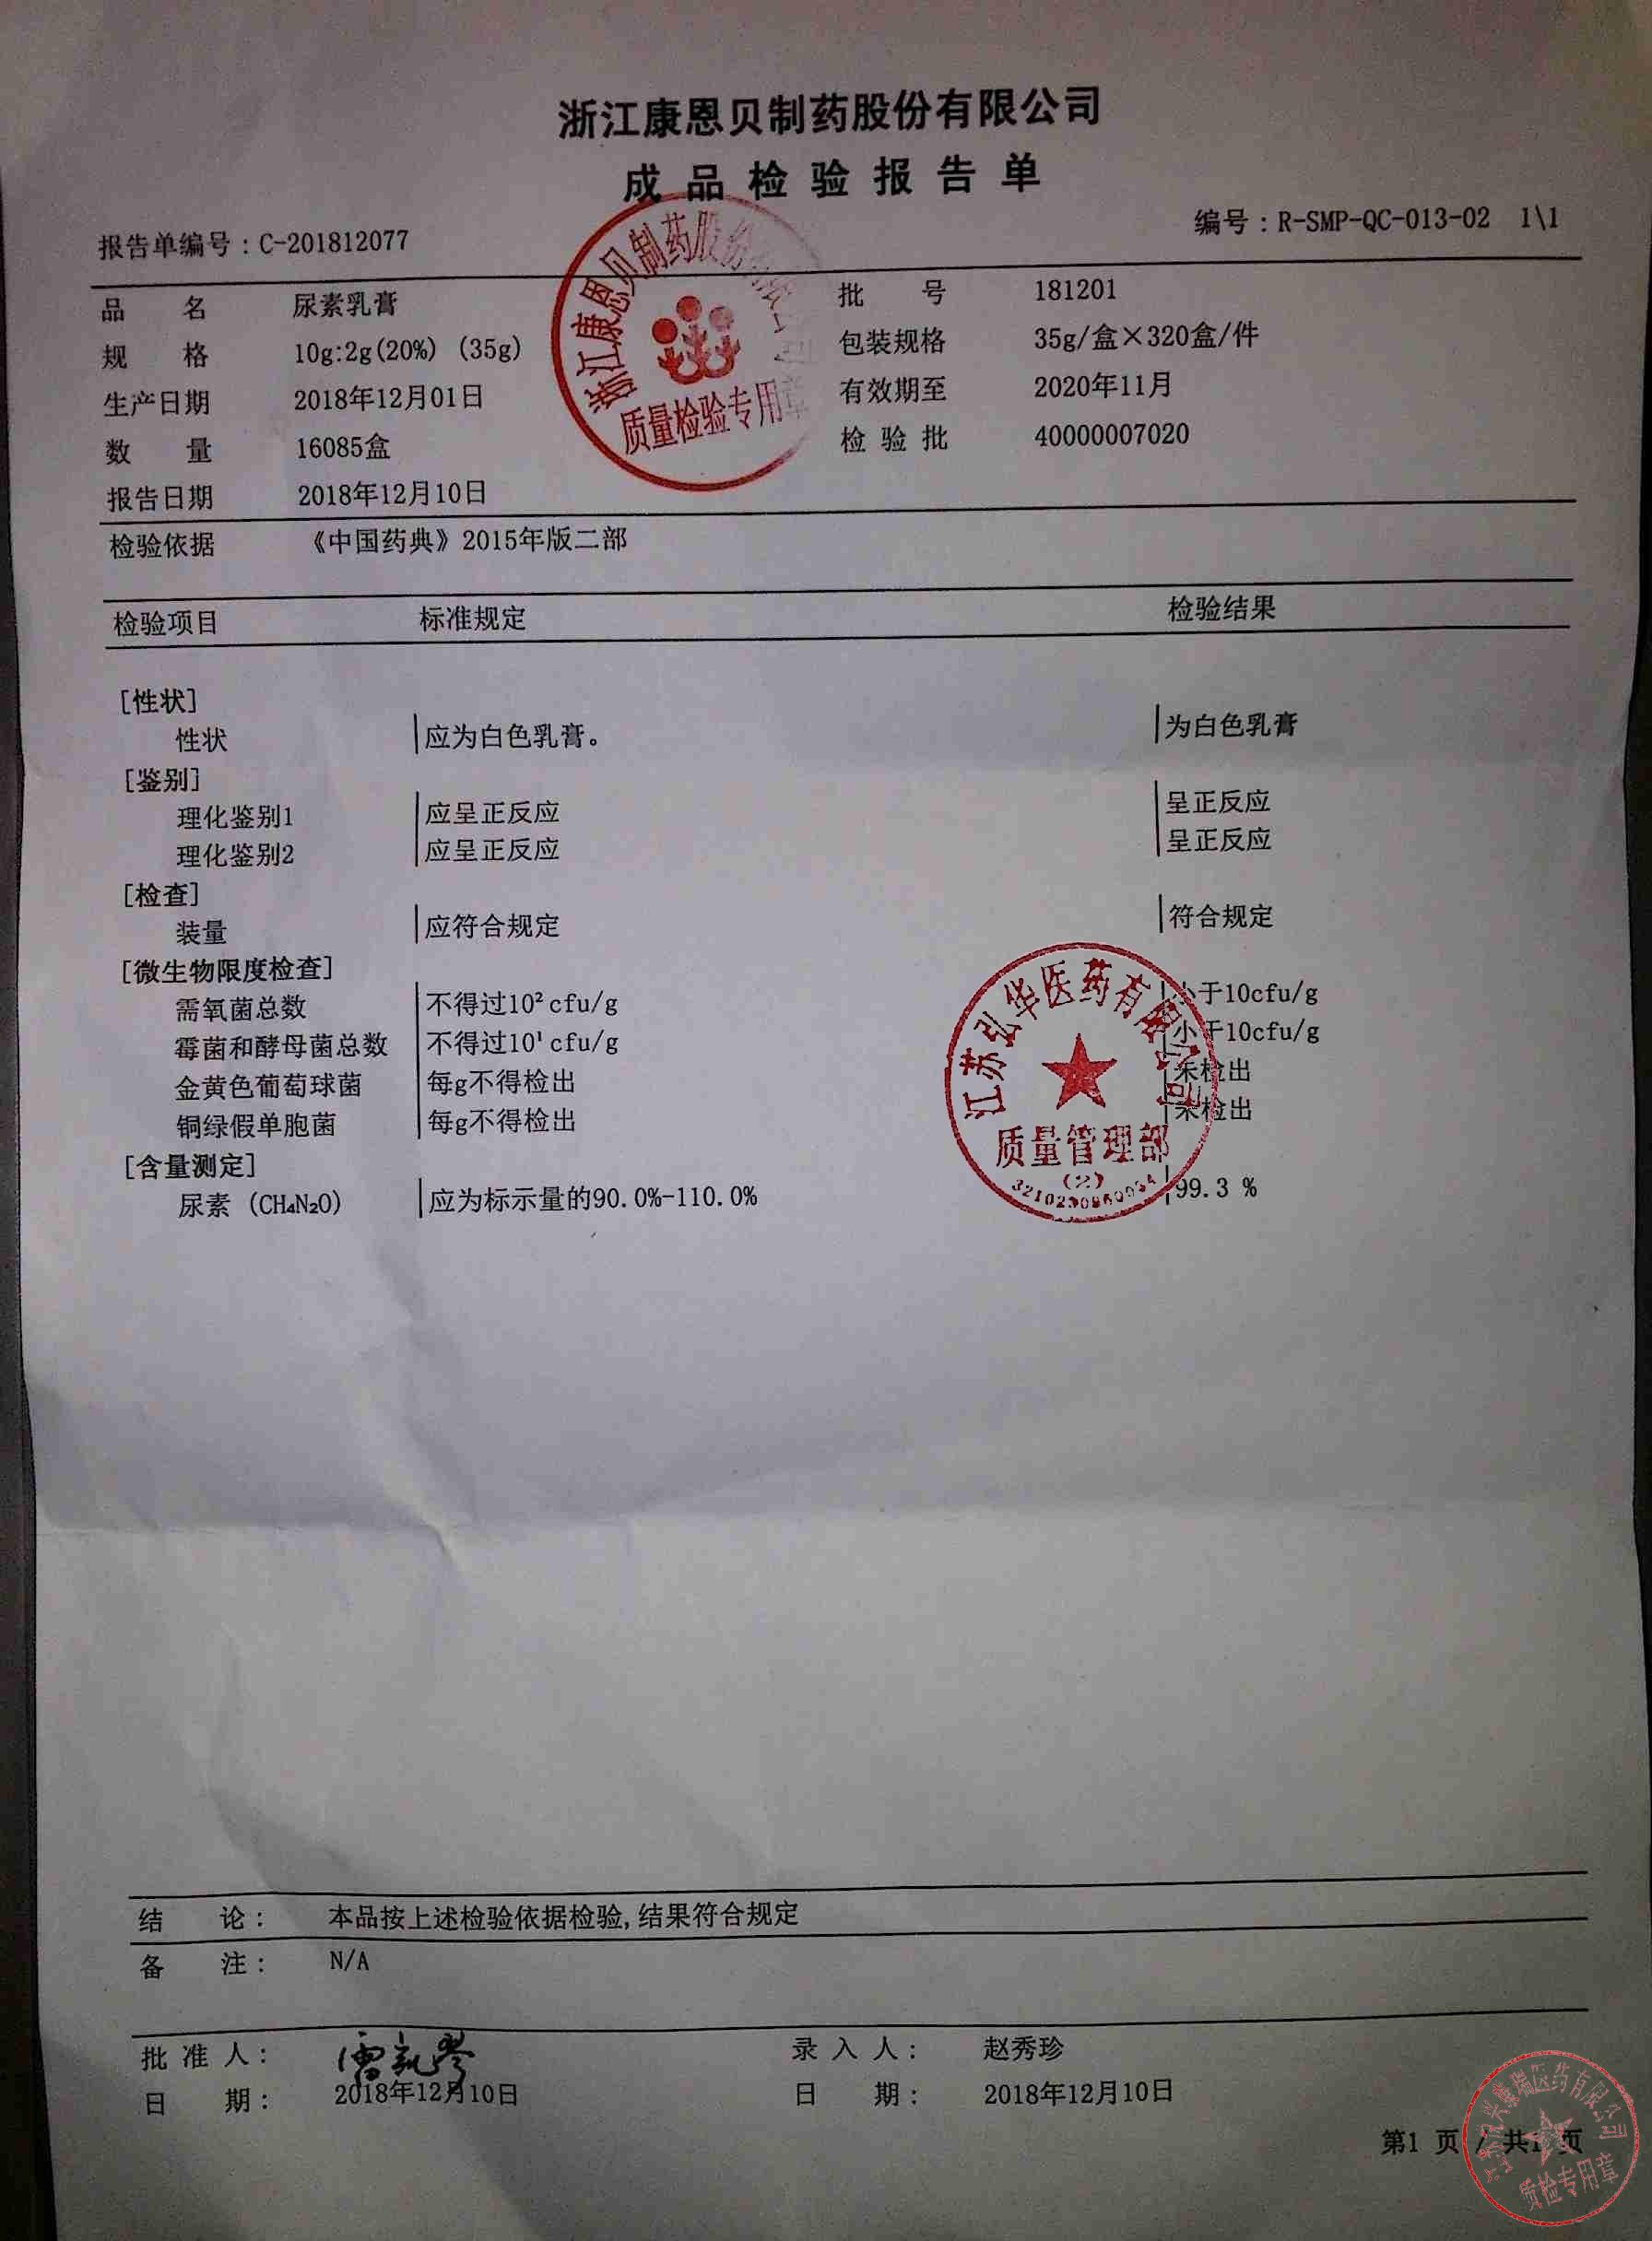 浙江康恩贝制药股份有限公司
成品检验报告单
报告单编号：C-201812077 编号：R-SMP-QC-013-02 1\1
品名 尿素乳膏 批号 181201
规格 10g:2g(20%) (35g) 包装规格 35g/盒×320盒/件
生产日期 2018年12月01日 有效期至 2020年11月
数量 16085盒 检验批 40000007020
报告日期 2018年12月10日
浙江康恩贝制药股份
质量检验专用章
检验依据 《中国药典》2015年版二部
检验项目 标准规定 检验结果
[性状]
性状 应为白色乳膏。 为白色乳膏
[鉴别]
理化鉴别1 应呈正反应 呈正反应
理化鉴别2 应呈正反应 呈正反应
[检查]
装量 应符合规定 符合规定
[微生物限度检查]
需氧菌总数 不得过10² cfu/g 小于10cfu/g
霉菌和酵母菌总数 不得过10¹ cfu/g 小于10cfu/g
金黄色葡萄球菌 每g不得检出 未检出
铜绿假单胞菌 每g不得检出 未检出
[含量测定]
尿素（CH₄N₂O） 应为标示量的90.0%-110.0% 99.3 %
江苏弘华医药有限公司
质量管理部
(2)
结论： 本品按上述检验依据检验,结果符合规定
备注： N/A
批准人： 录入人： 赵秀珍
日期： 2018年12月10日 日期： 2018年12月10日
第1 页 / 共1 页
医药有限公司
质检专用章